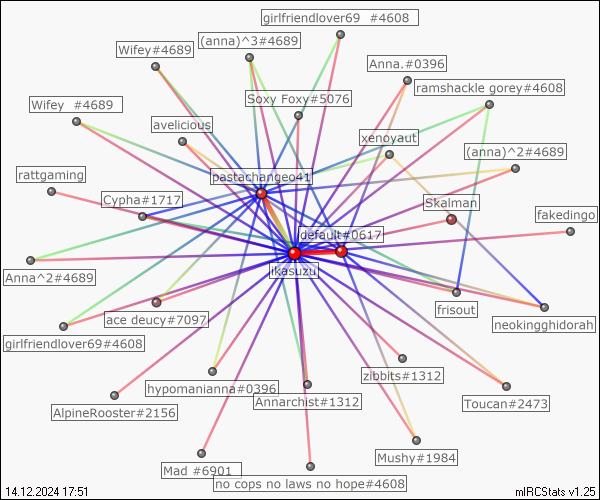 girlfriendlover69 #4608
Wifey#4689
(anna)^3#4689
Anna.#0396
ramshackle gorey#4608
Wifey #4689
Soxy Foxy#5076
avelicious
xenoyaut
(anna)^2#4689
rattgaming
pastachangeo41
Cypha#1717
Skalman
fakedingo
default#0617
ikasuzu
Anna^2#4689
frisout
ace deucy#7097
neokingghidorah
girlfriendlover69#4608
zibbits#1312
hypomanianna#0396
Annarchist#1312
Toucan#2473
AlpineRooster#2156
Mushy#1984
Mad #6901
no cops no laws no hope#4608
14.12.2024 17:51
mIRCStats v1.25